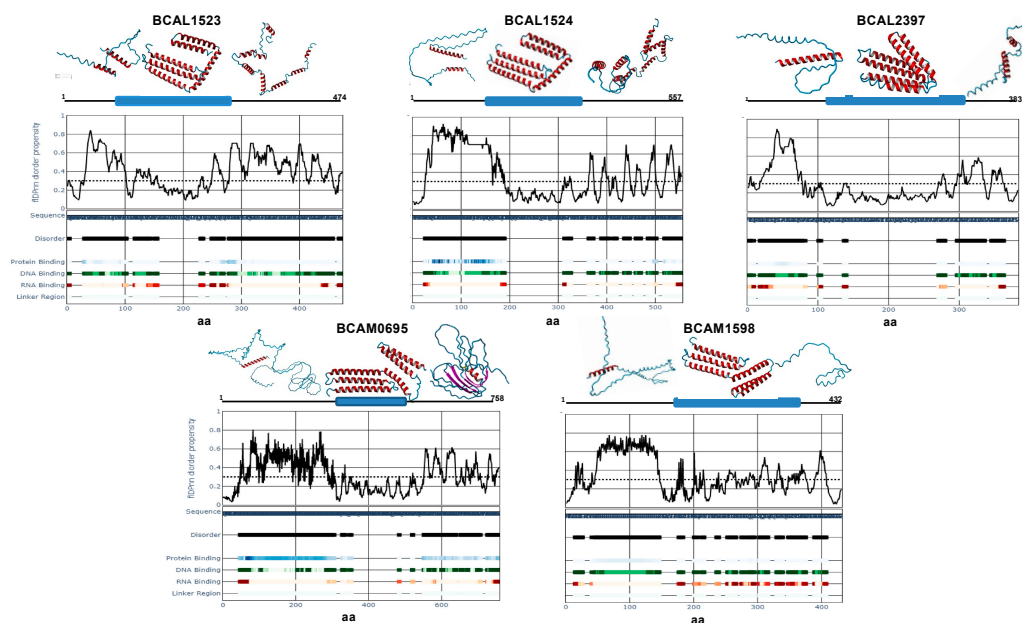 BCAL1523
BCAL1524
BCAL2397
1 474
1 557
1 383
flDPnn diorder propensity
1
0.8
0.6
0.4
0.2
0
Sequence
Disorder
Protein Binding
DNA Binding
RNA Binding
Linker Region
0 100 200 300 400
0 100 200 300 400 500
0 100 200 300
aa
aa
aa
BCAM0695
BCAM1598
1 758
1 432
flDPnn diorder propensity
1
0.8
0.6
0.4
0.2
0
Sequence
Disorder
Protein Binding
DNA Binding
RNA Binding
Linker Region
0 200 400 600
0 100 200 300 400
aa
aa